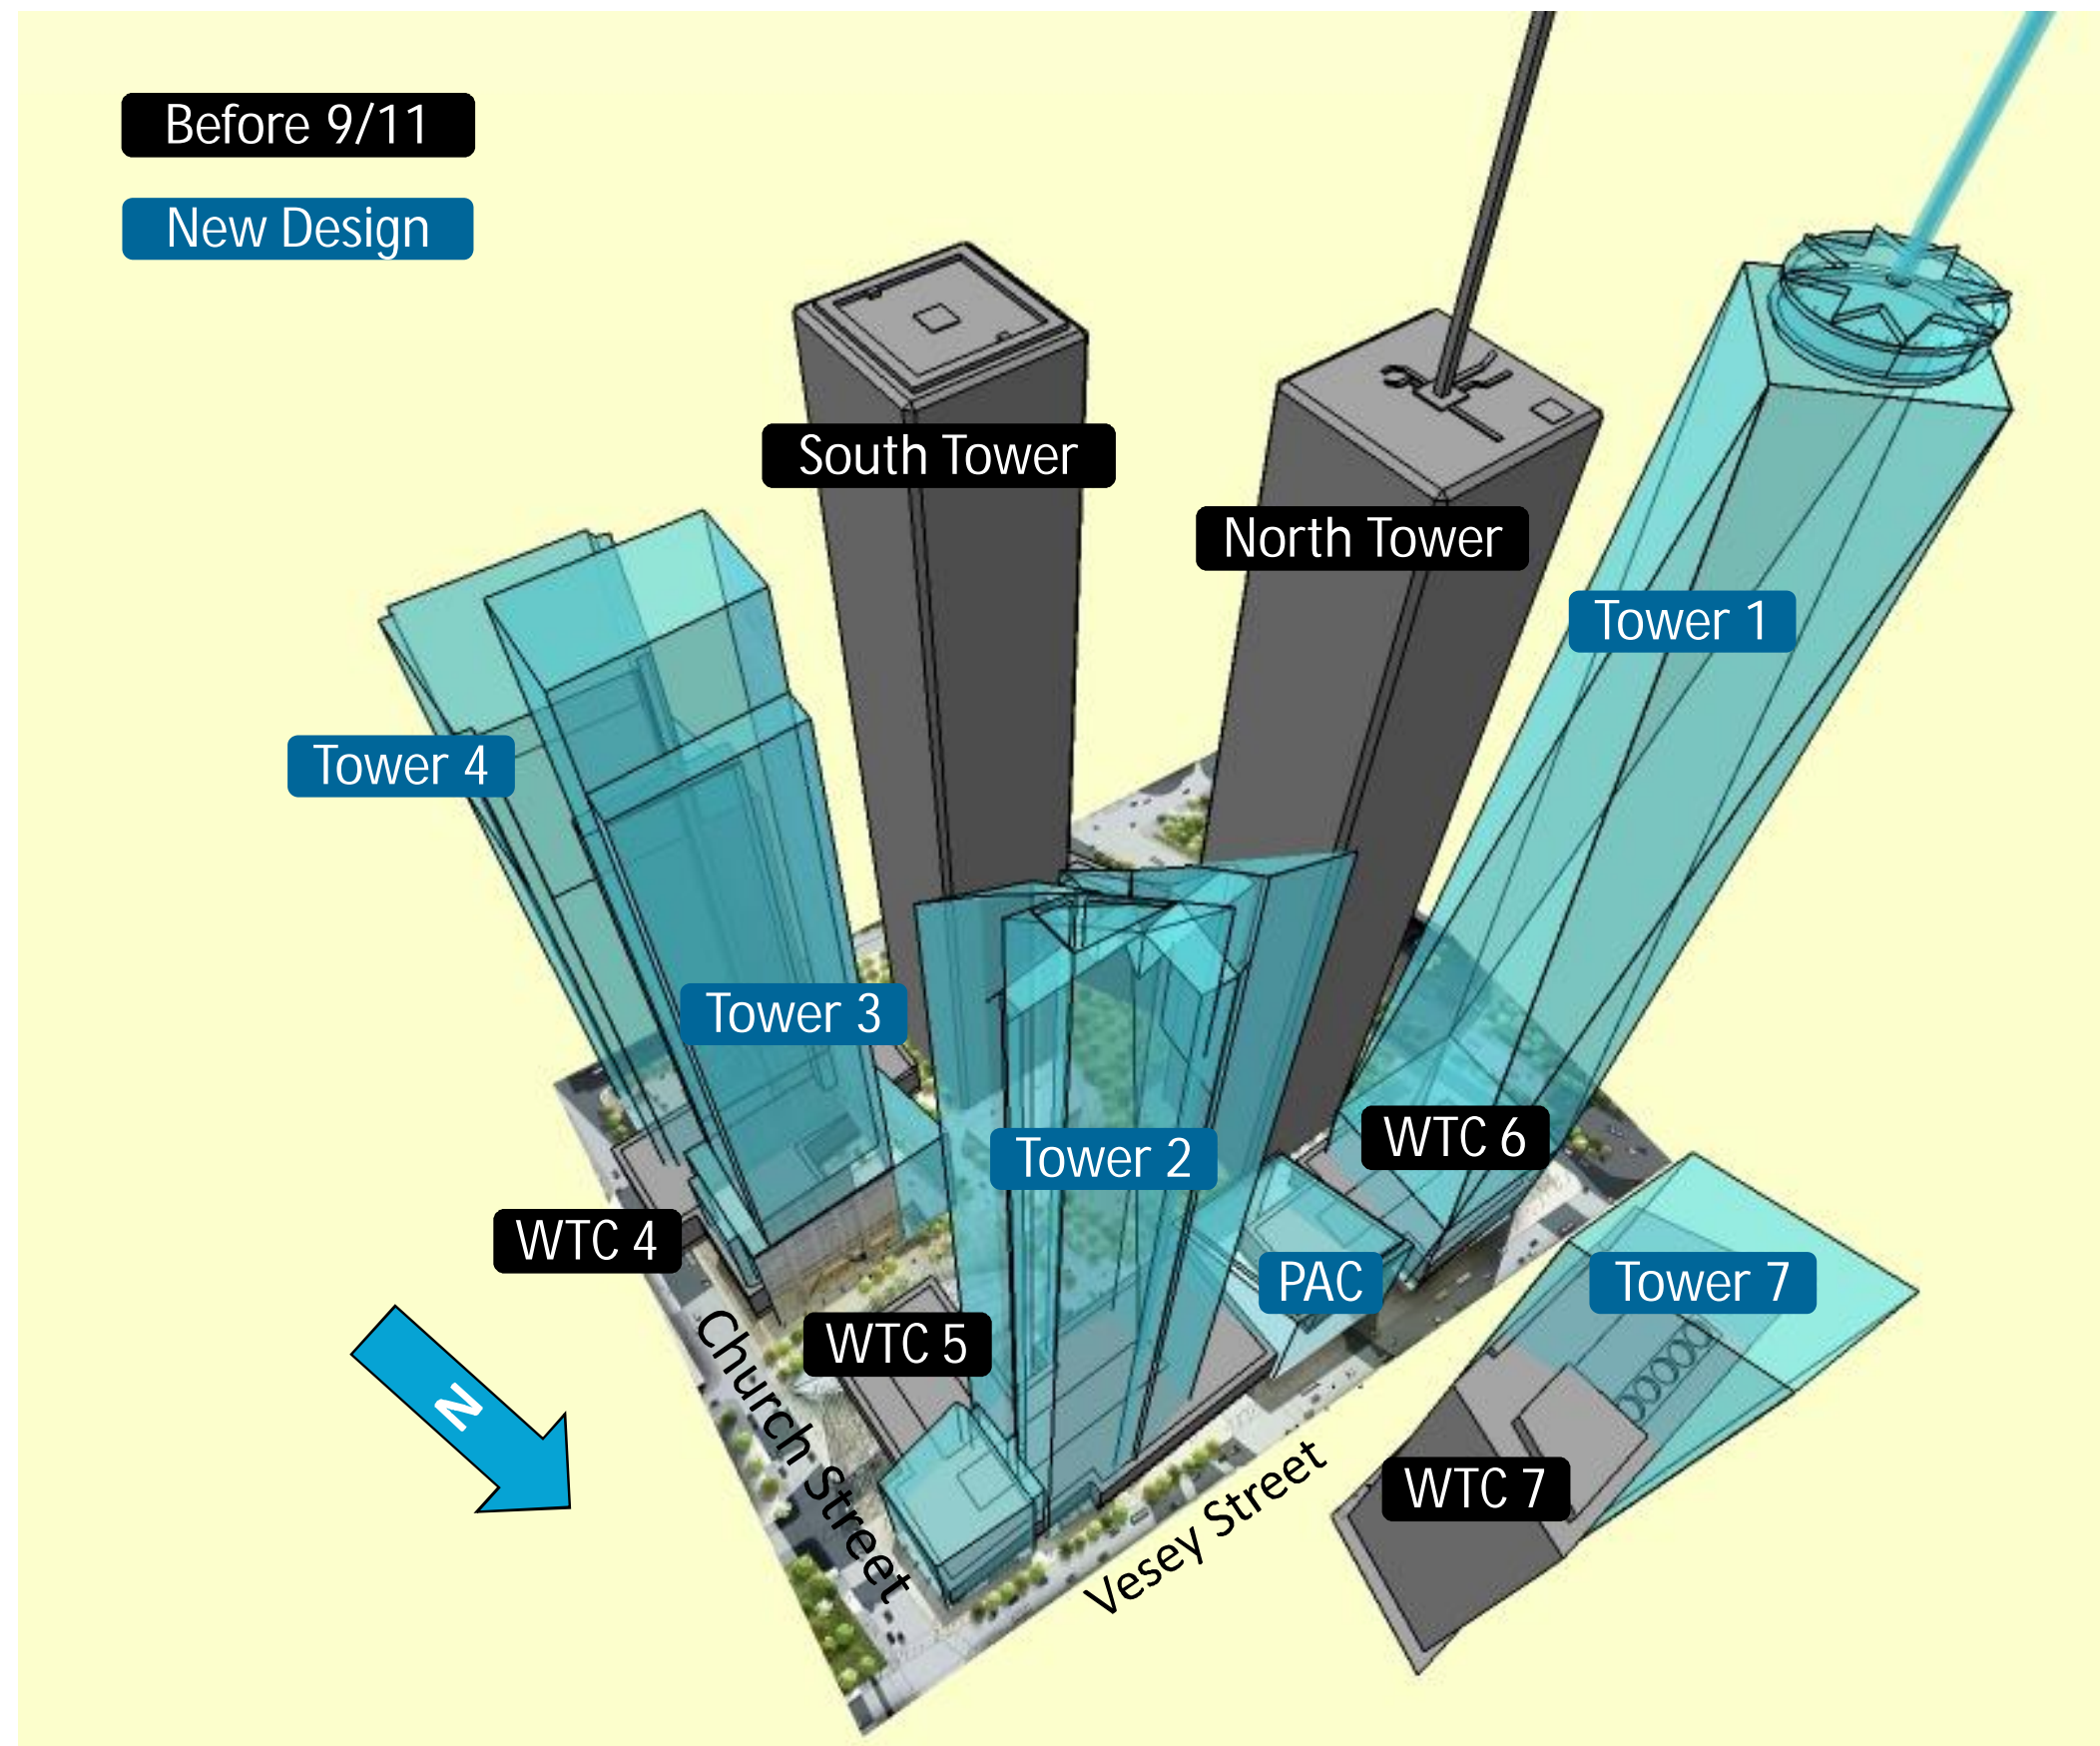 Before 9/11
New Design
South Tower
North Tower
Tower 1
Tower 4
Tower 3
WTC 6
Tower 2
WTC 4
PAC
Tower 7
WTC 5
Church Street
N
WTC 7
Vesey Street